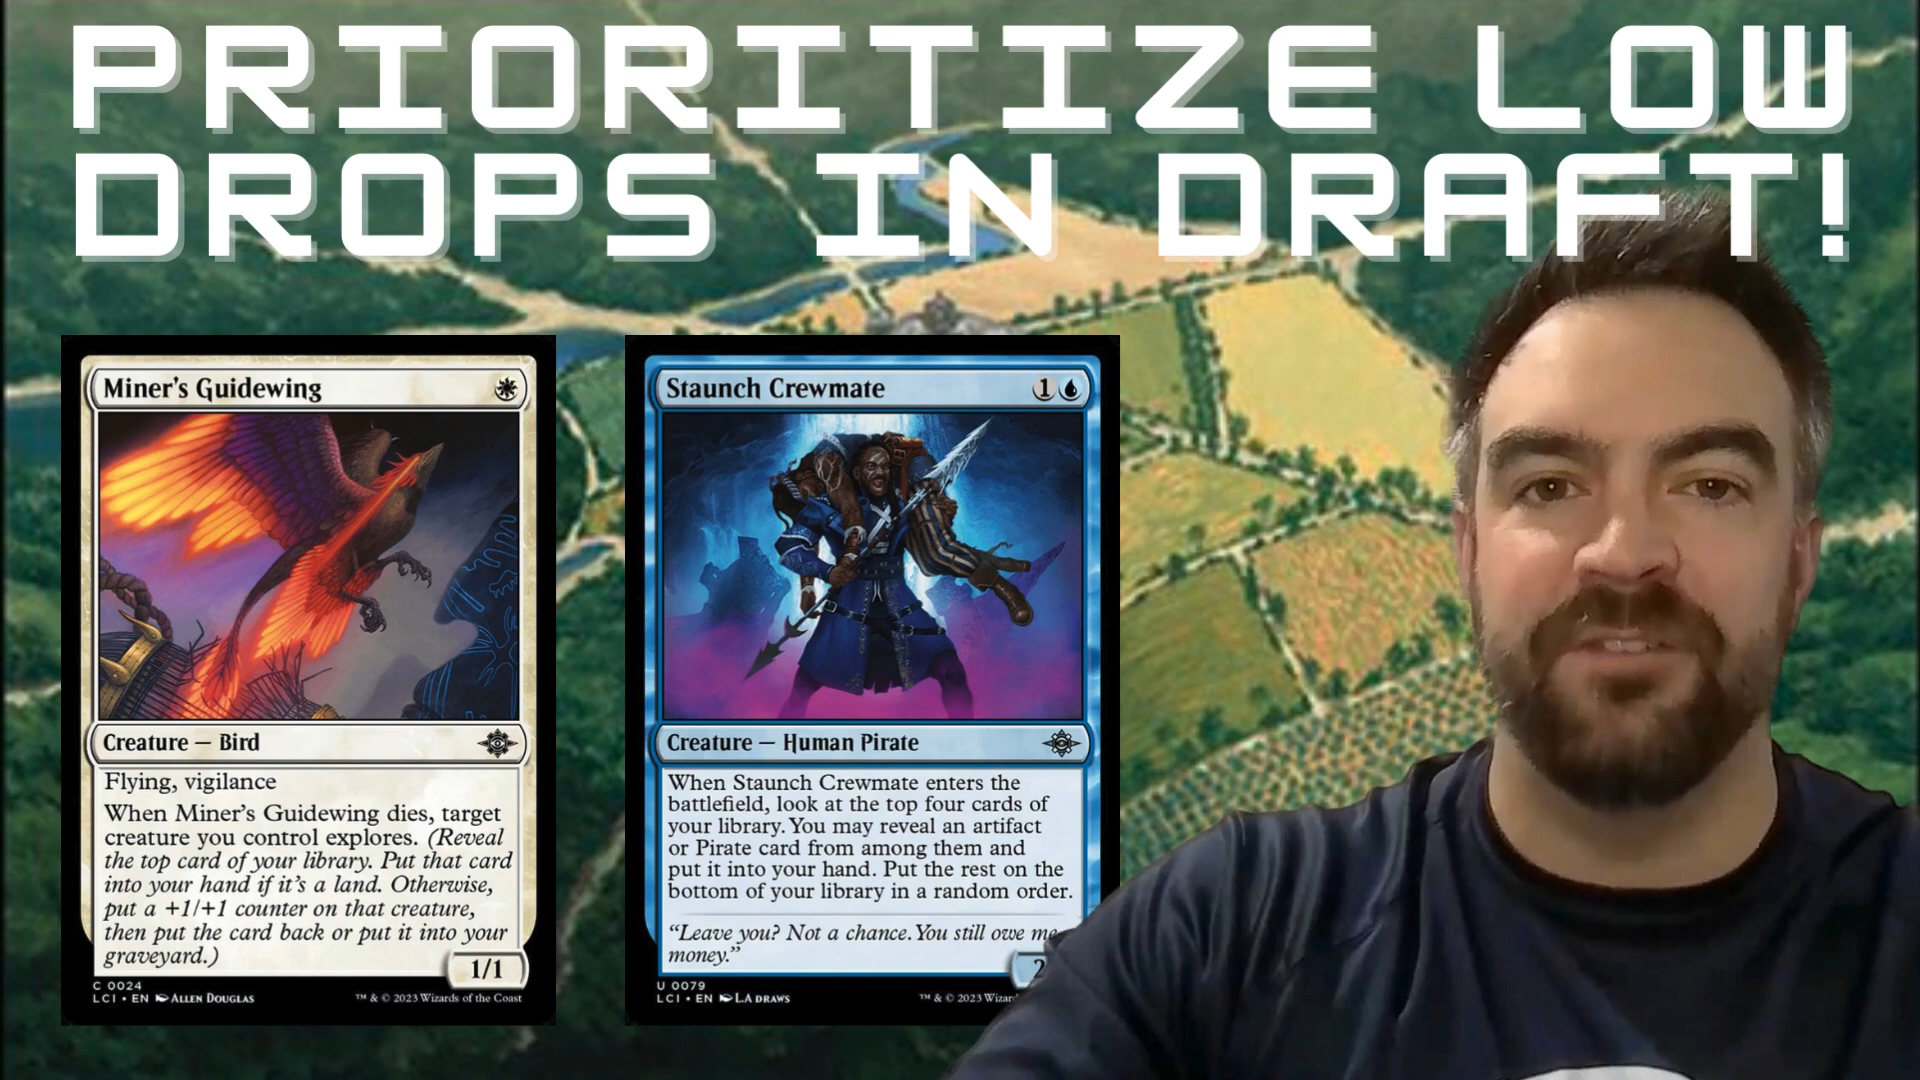 PRIORITIZE LOW
DROPS IN DRAFT!
Miner's Guidewing
Creature — Bird
Flying, vigilance
When Miner's Guidewing dies, target
creature you control explores. (Reveal
the top card of your library. Put that card
into your hand if it's a land. Otherwise,
put a +1/+1 counter on that creature,
then put the card back or put it into your
graveyard.)
1/1
C 0024
LCI • EN ALLEN DOUGLAS
™ & © 2023 Wizards of the Coast
Staunch Crewmate 1
Creature — Human Pirate
When Staunch Crewmate enters the
battlefield, look at the top four cards of
your library. You may reveal an artifact
or Pirate card from among them and
put it into your hand. Put the rest on the
bottom of your library in a random order.
"Leave you? Not a chance. You still owe me
money."
2
U 0079
LCI • EN LA DRAWS
™ & © 2023